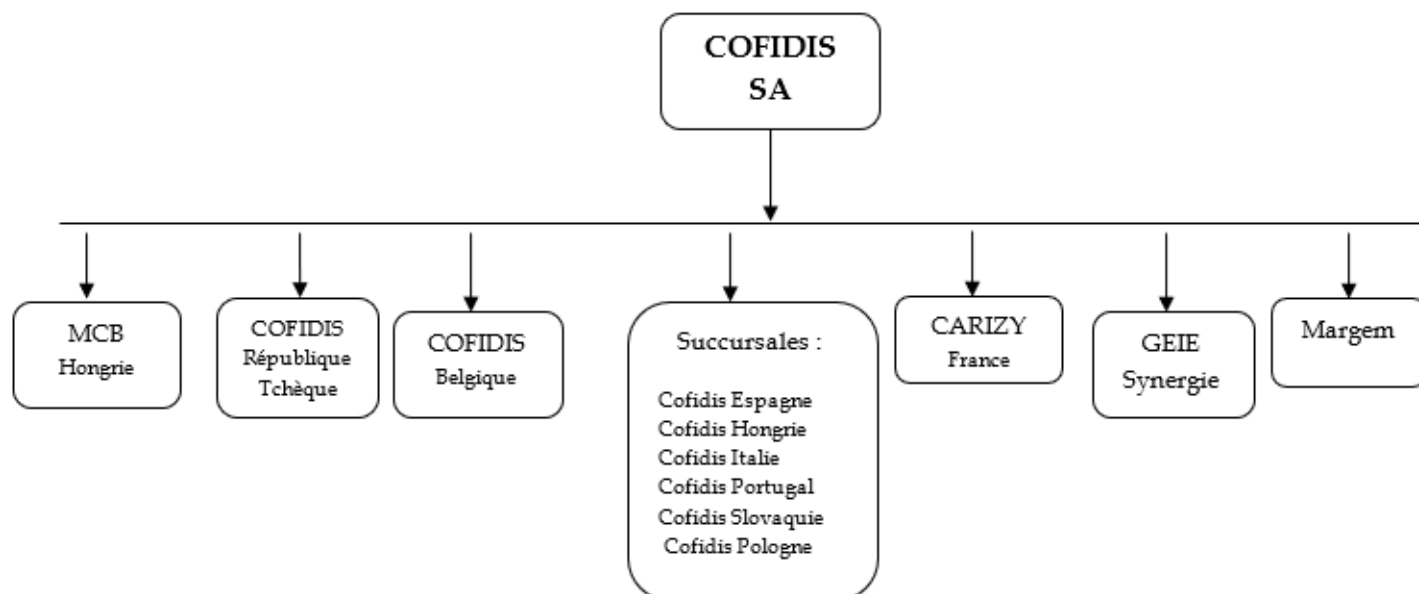 COFIDIS
SA
MCB
Hongrie
COFIDIS
République
Tchèque
COFIDIS
Belgique
Succursales :
Cofidis Espagne
Cofidis Hongrie
Cofidis Italie
Cofidis Portugal
Cofidis Slovaquie
Cofidis Pologne
CARIZY
France
GEIE
Synergie
Margem